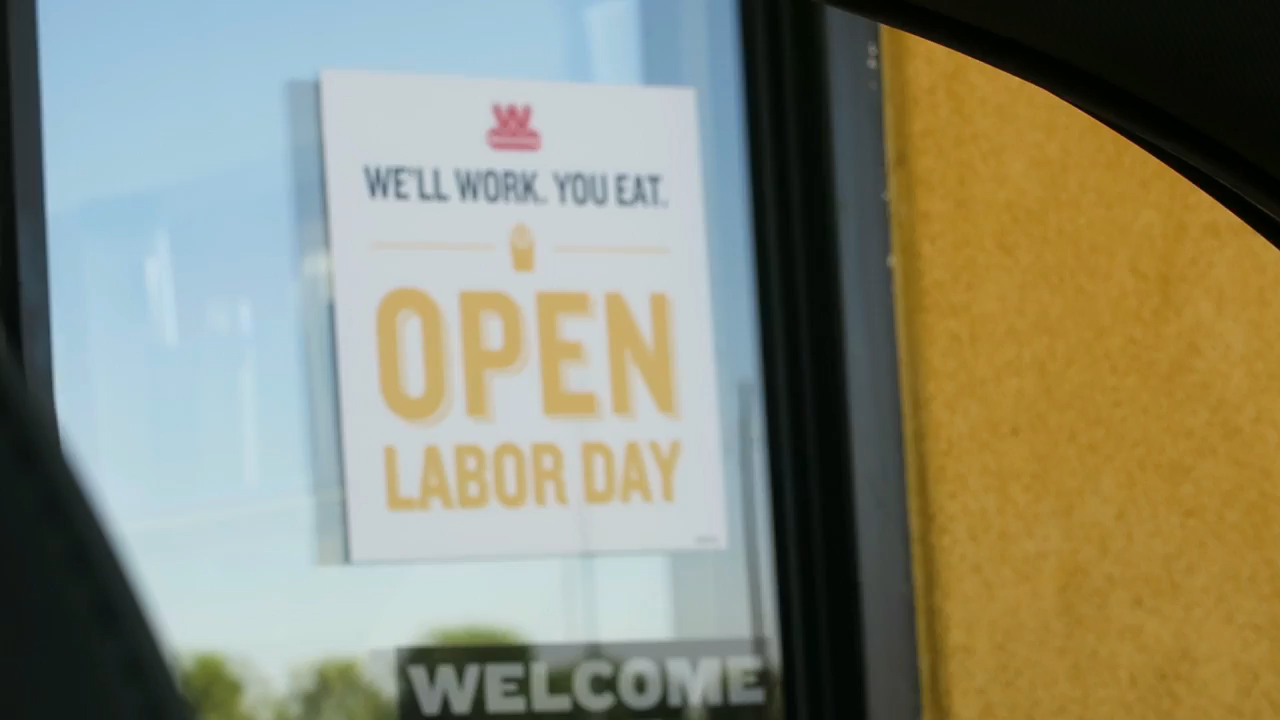 W
WE'LL WORK. YOU EAT.
OPEN
LABOR DAY
WELCOME